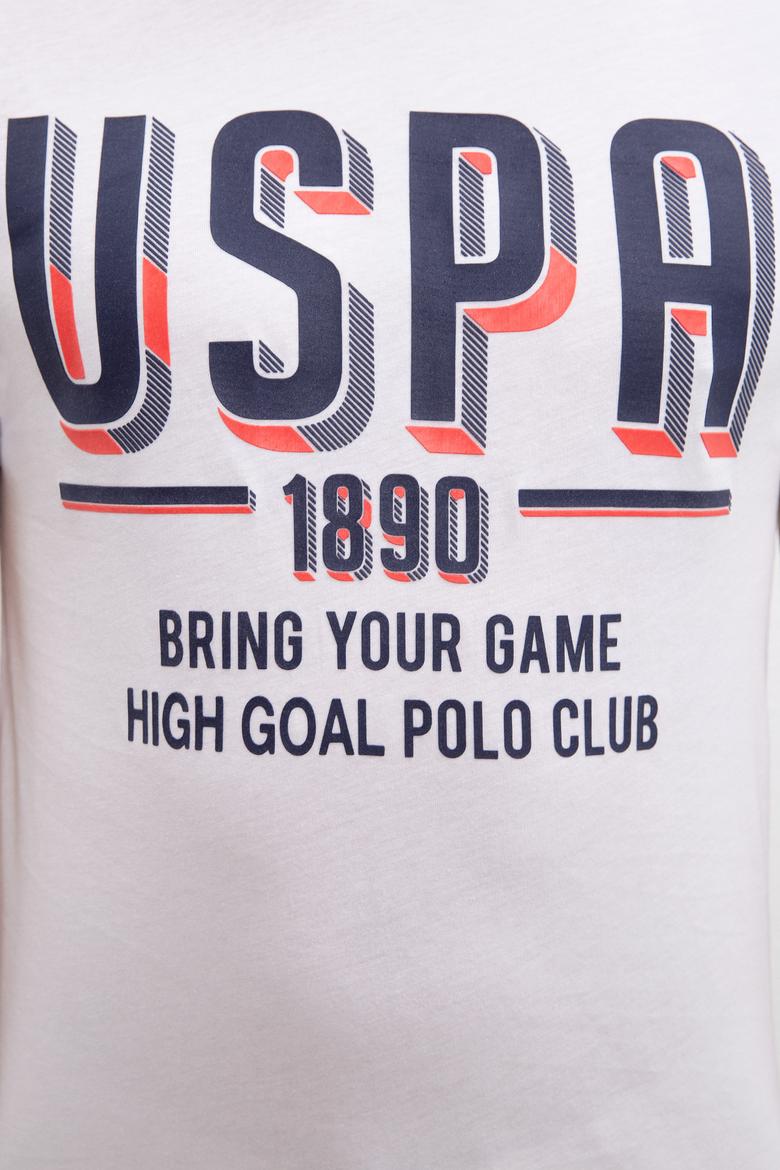 USPA
1890
BRING YOUR GAME
HIGH GOAL POLO CLUB